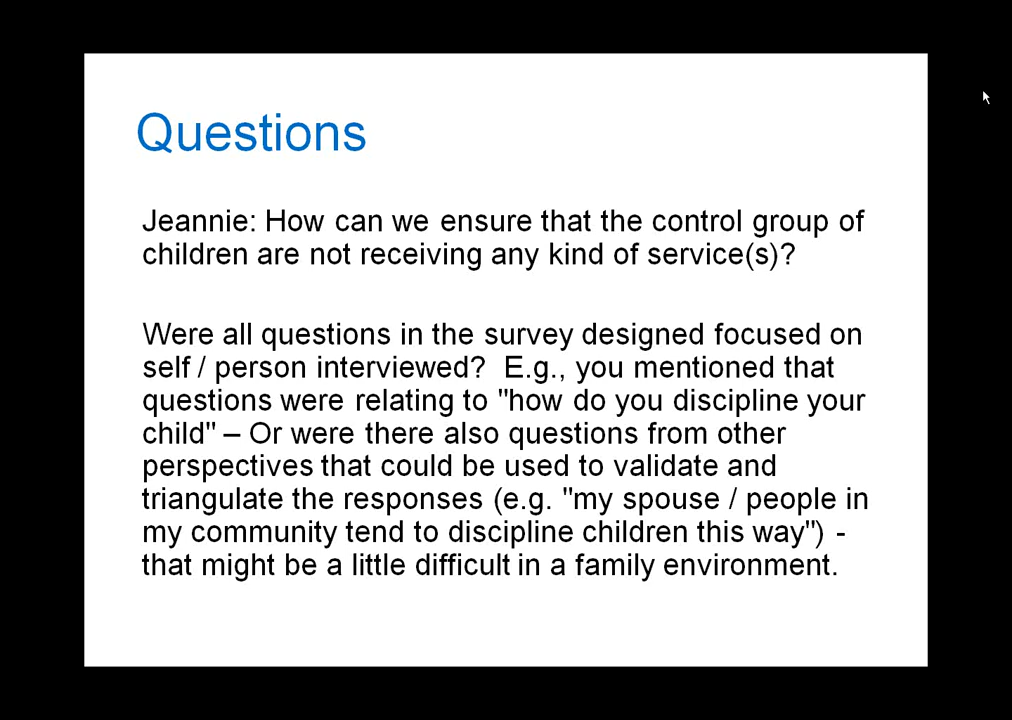 Questions
Jeannie: How can we ensure that the control group of
children are not receiving any kind of service(s)?
Were all questions in the survey designed focused on
self / person interviewed?  E.g., you mentioned that
questions were relating to "how do you discipline your
child" – Or were there also questions from other
perspectives that could be used to validate and
triangulate the responses (e.g. "my spouse / people in
my community tend to discipline children this way") -
that might be a little difficult in a family environment.